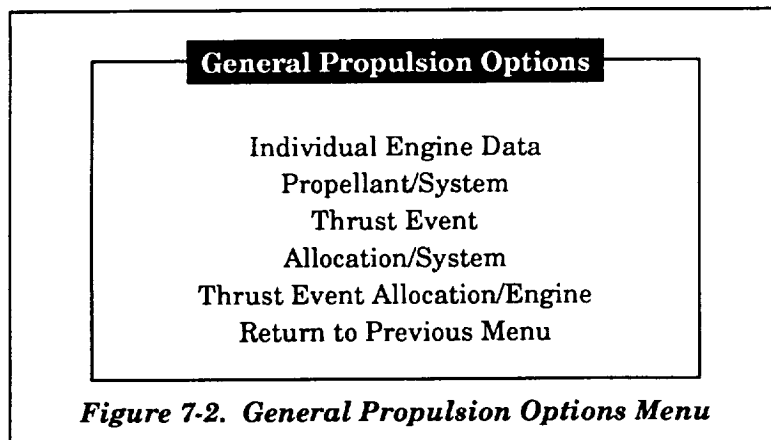 General Propulsion Options
Individual Engine Data
Propellant/System
Thrust Event
Allocation/System
Thrust Event Allocation/Engine
Return to Previous Menu
Figure 7-2. General Propulsion Options Menu